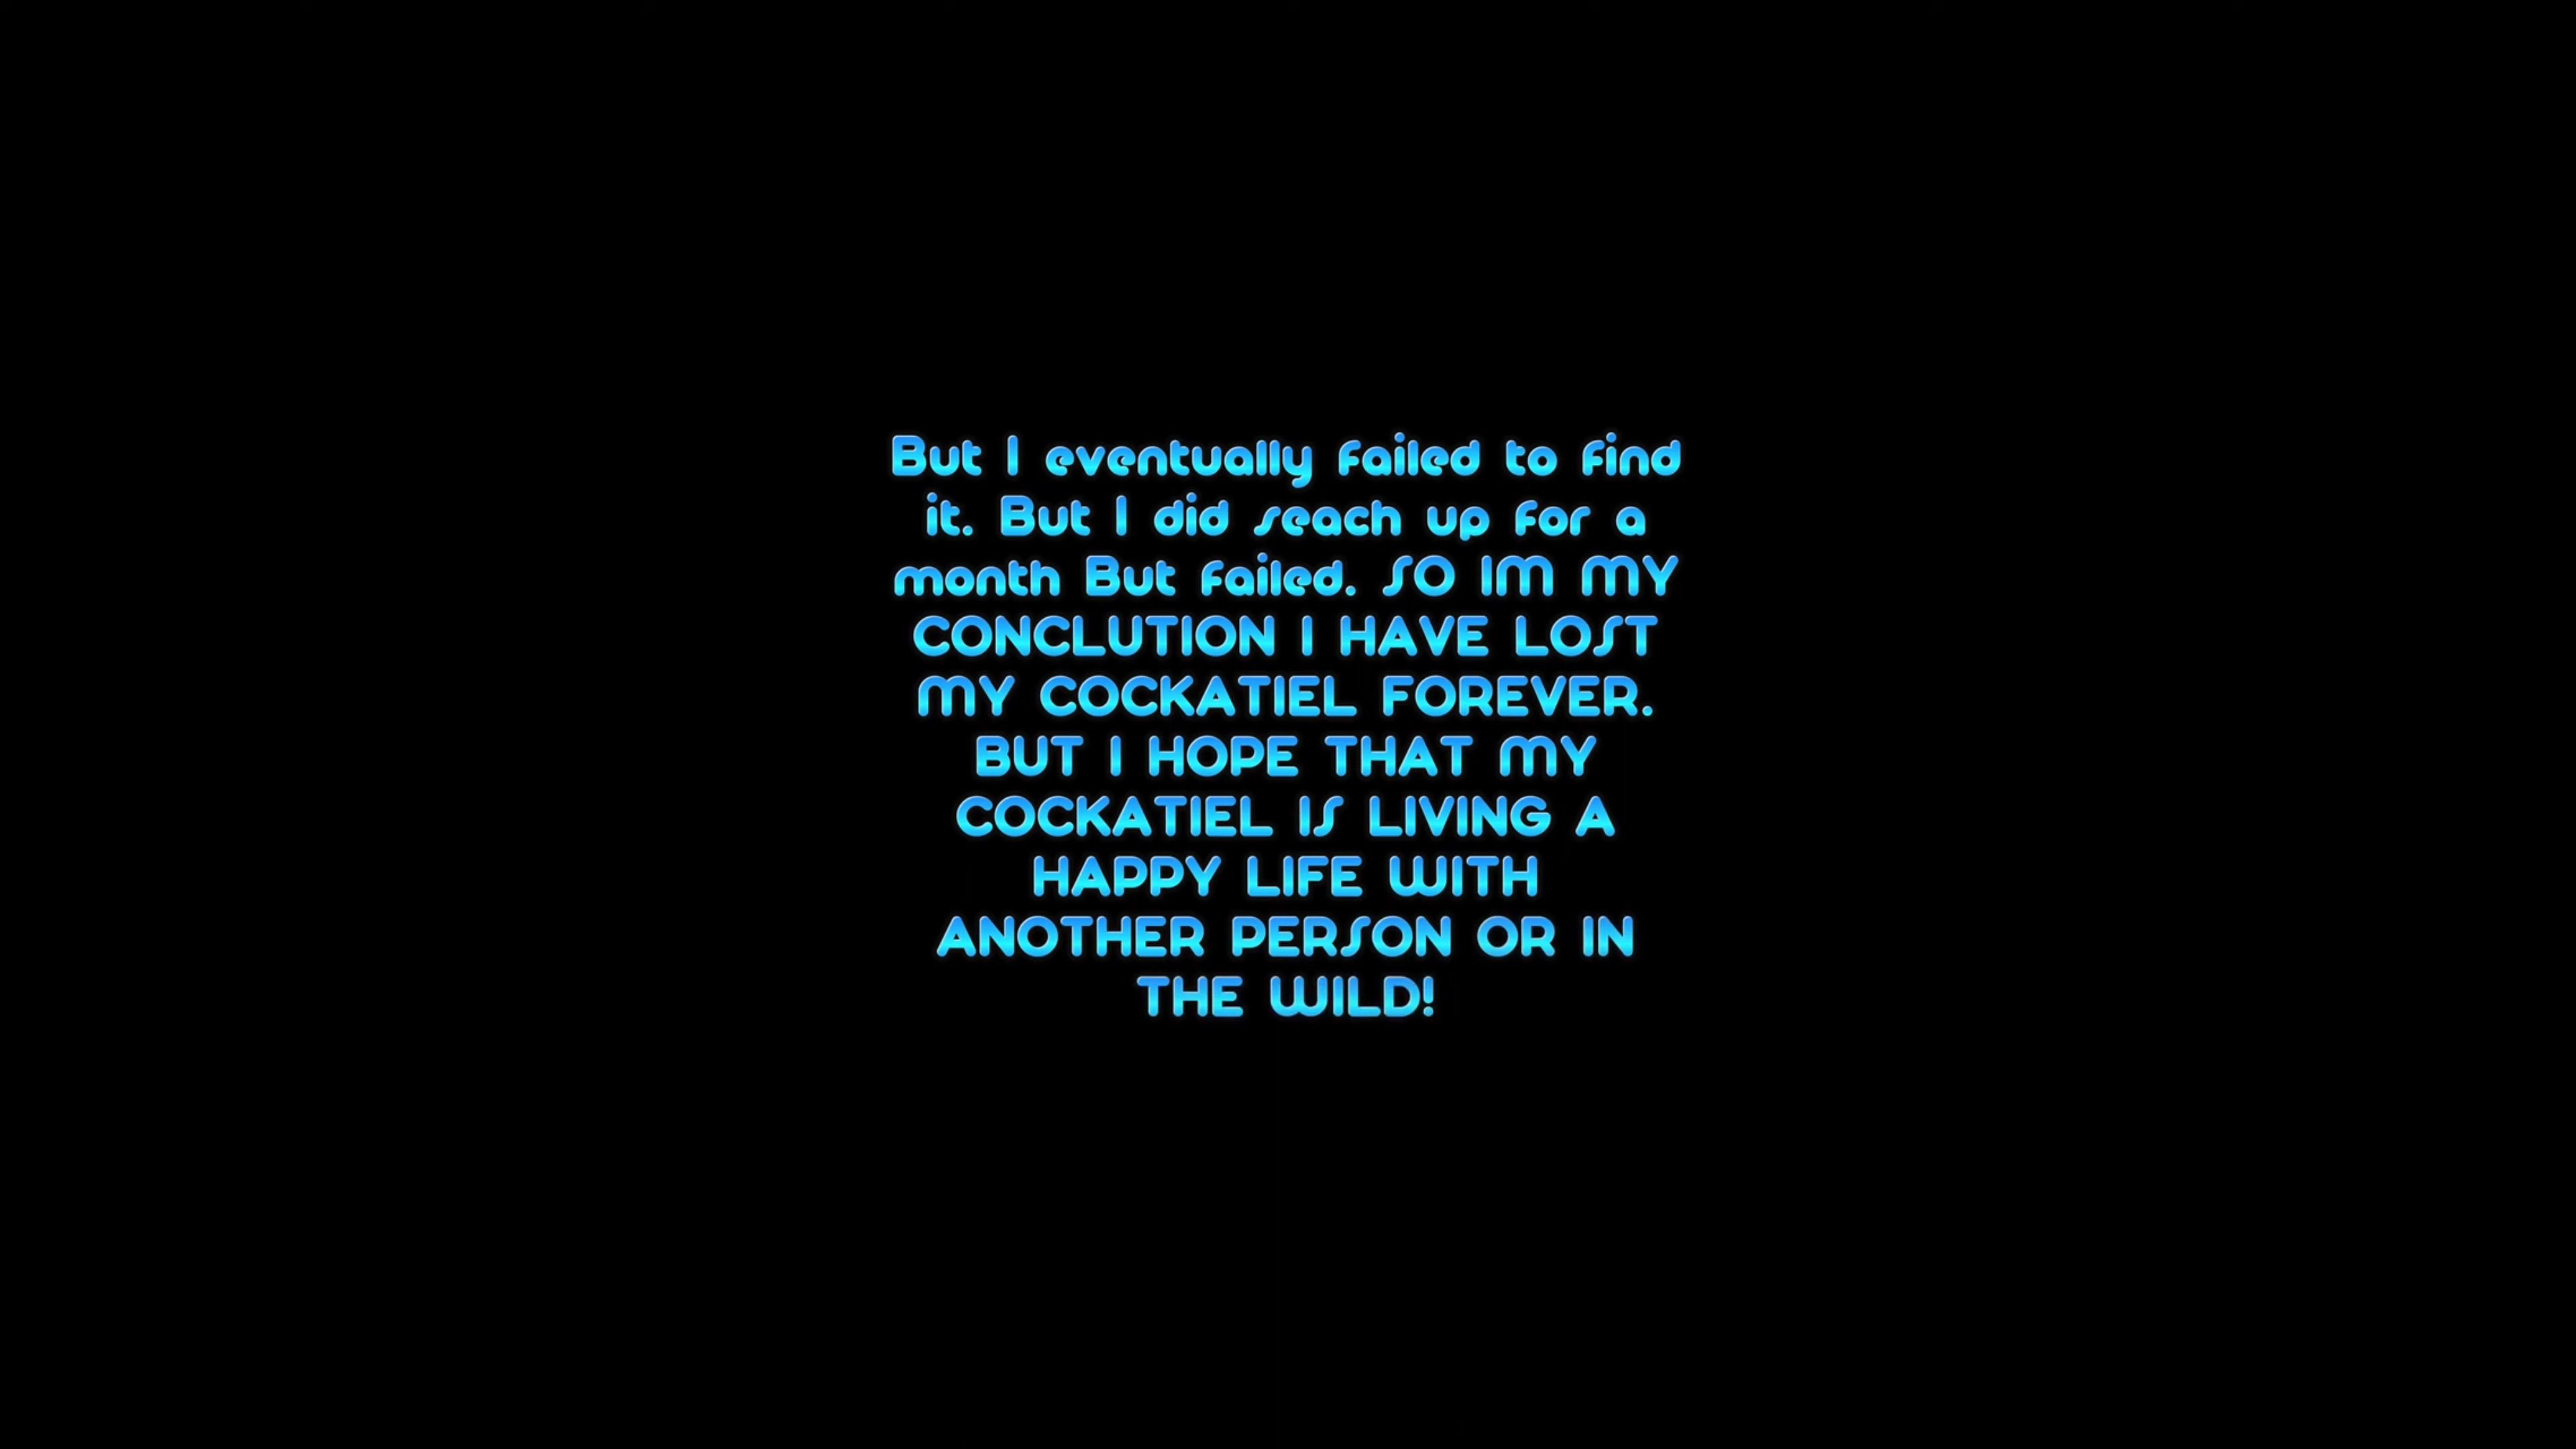 But I eventually failed to find
it. But I did seach up for a
month But failed. SO IM MY
CONCLUTION I HAVE LOST
MY COCKATIEL FOREVER.
BUT I HOPE THAT MY
COCKATIEL IS LIVING A
HAPPY LIFE WITH
ANOTHER PERSON OR IN
THE WILD!